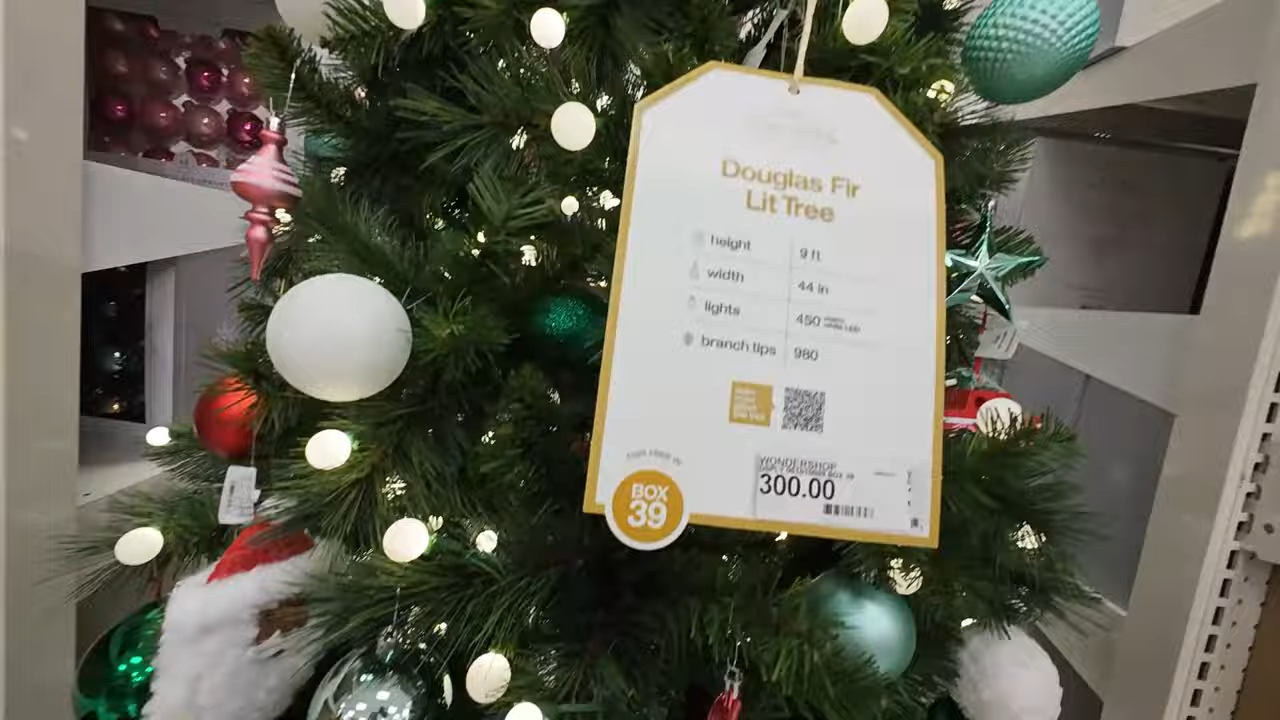 Douglas Fir
Lit Tree
height 9 ft
width 44 in
lights 450
branch tips 980
BOX
39
WONDERSHOP
300.00